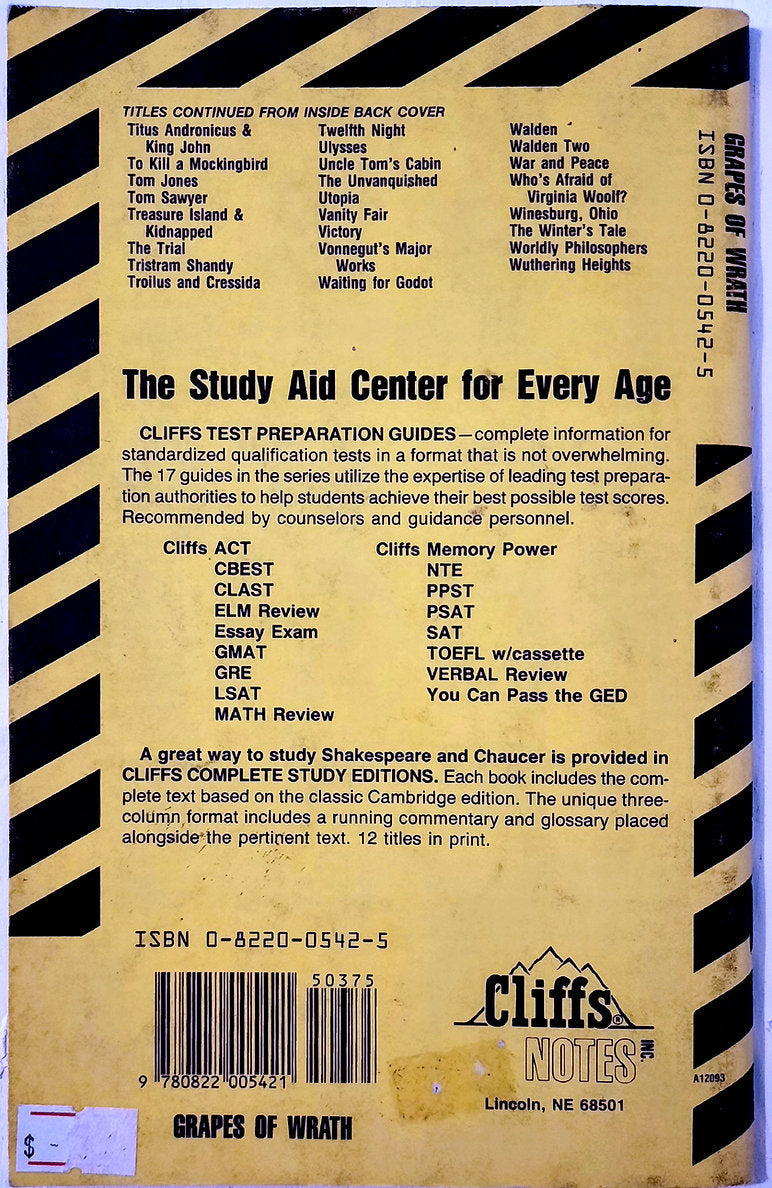 TITLES CONTINUED FROM INSIDE BACK COVER
Titus Andronicus &
King John
To Kill a Mockingbird
Tom Jones
Tom Sawyer
Treasure Island &
Kidnapped
The Trial
Tristram Shandy
Troilus and Cressida
Twelfth Night
Ulysses
Uncle Tom's Cabin
The Unvanquished
Utopia
Vanity Fair
Victory
Vonnegut's Major
Works
Waiting for Godot
Walden
Walden Two
War and Peace
Who's Afraid of
Virginia Woolf?
Winesburg, Ohio
The Winter's Tale
Worldly Philosophers
Wuthering Heights
The Study Aid Center for Every Age
CLIFFS TEST PREPARATION GUIDES—complete information for
standardized qualification tests in a format that is not overwhelming.
The 17 guides in the series utilize the expertise of leading test prepara-
tion authorities to help students achieve their best possible test scores.
Recommended by counselors and guidance personnel.
Cliffs ACT
CBEST
CLAST
ELM Review
Essay Exam
GMAT
GRE
LSAT
MATH Review
Cliffs Memory Power
NTE
PPST
PSAT
SAT
TOEFL w/cassette
VERBAL Review
You Can Pass the GED
A great way to study Shakespeare and Chaucer is provided in
CLIFFS COMPLETE STUDY EDITIONS. Each book includes the com-
plete text based on the classic Cambridge edition. The unique three-
column format includes a running commentary and glossary placed
alongside the pertinent text. 12 titles in print.
ISBN 0-8220-0542-5
50375
9 780822 005421
GRAPES OF WRATH
Cliffs®
NOTES INC.
Lincoln, NE 68501
$ -
GRAPES OF WRATH
ISBN 0-8220-0542-5
A12093